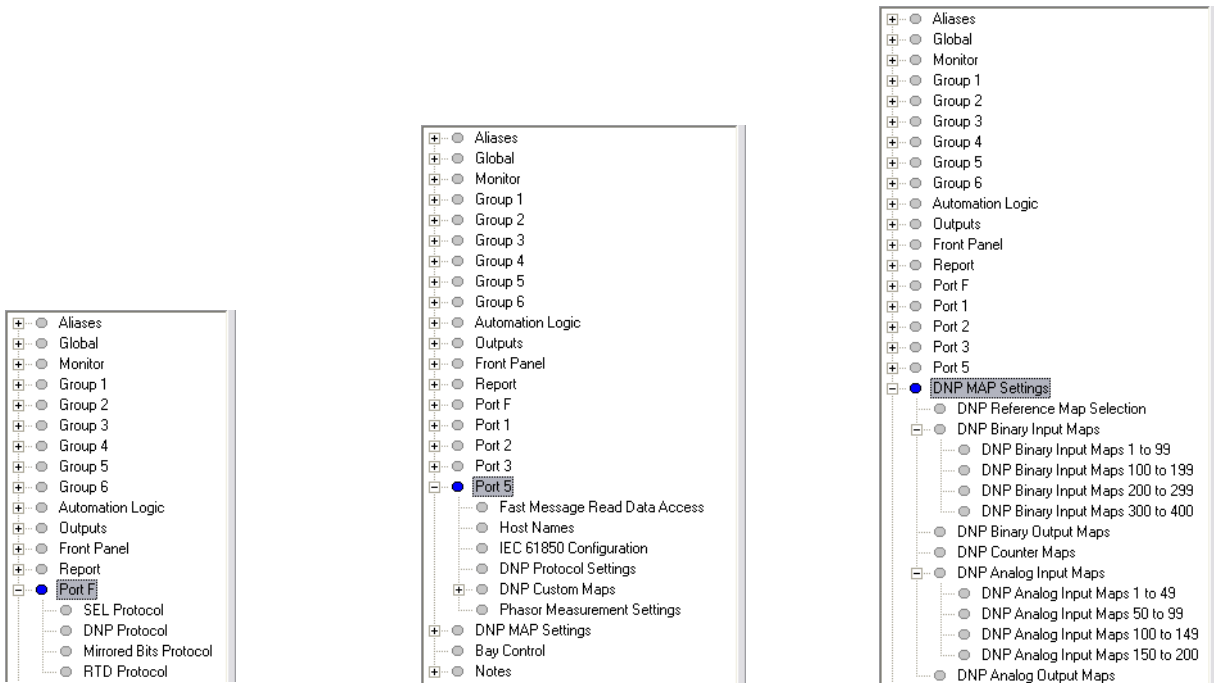 Aliases
Global
Monitor
Group 1
Group 2
Group 3
Group 4
Group 5
Group 6
Automation Logic
Outputs
Front Panel
Report
Port F
SEL Protocol
DNP Protocol
Mirrored Bits Protocol
RTD Protocol
Aliases
Global
Monitor
Group 1
Group 2
Group 3
Group 4
Group 5
Group 6
Automation Logic
Outputs
Front Panel
Report
Port F
Port 1
Port 2
Port 3
Port 5
Fast Message Read Data Access
Host Names
IEC 61850 Configuration
DNP Protocol Settings
DNP Custom Maps
Phasor Measurement Settings
DNP MAP Settings
Bay Control
Notes
Aliases
Global
Monitor
Group 1
Group 2
Group 3
Group 4
Group 5
Group 6
Automation Logic
Outputs
Front Panel
Report
Port F
Port 1
Port 2
Port 3
Port 5
DNP MAP Settings
DNP Reference Map Selection
DNP Binary Input Maps
DNP Binary Input Maps 1 to 99
DNP Binary Input Maps 100 to 199
DNP Binary Input Maps 200 to 299
DNP Binary Input Maps 300 to 400
DNP Binary Output Maps
DNP Counter Maps
DNP Analog Input Maps
DNP Analog Input Maps 1 to 49
DNP Analog Input Maps 50 to 99
DNP Analog Input Maps 100 to 149
DNP Analog Input Maps 150 to 200
DNP Analog Output Maps